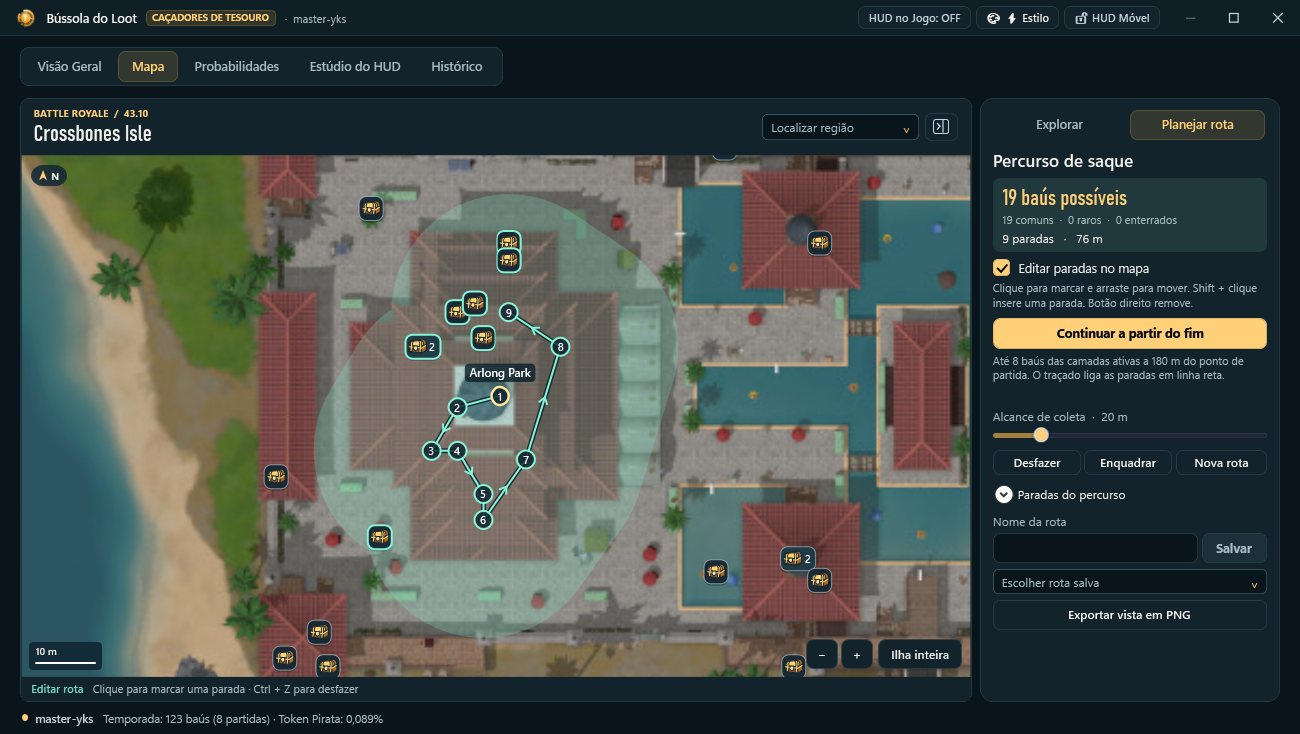 Bússola do Loot
CAÇADORES DE TESOURO
· master-yks
HUD no Jogo: OFF
Estilo
HUD Móvel
Visão Geral
Mapa
Probabilidades
Estúdio do HUD
Histórico
BATTLE ROYALE / 43.10
Crossbones Isle
Localizar região
N
2
9
8
Arlong Park
1
2
3
4
7
5
6
2
10 m
−
+
Ilha inteira
Editar rota Clique para marcar uma parada · Ctrl + Z para desfazer
Explorar
Planejar rota
Percurso de saque
19 baús possíveis
19 comuns · 0 raros · 0 enterrados
9 paradas · 76 m
Editar paradas no mapa
Clique para marcar e arraste para mover. Shift + clique
insere uma parada. Botão direito remove.
Continuar a partir do fim
Até 8 baús das camadas ativas a 180 m do ponto de
partida. O traçado liga as paradas em linha reta.
Alcance de coleta · 20 m
Desfazer
Enquadrar
Nova rota
Paradas do percurso
Nome da rota
Salvar
Escolher rota salva
Exportar vista em PNG
master-yks Temporada: 123 baús (8 partidas) · Token Pirata: 0,089%